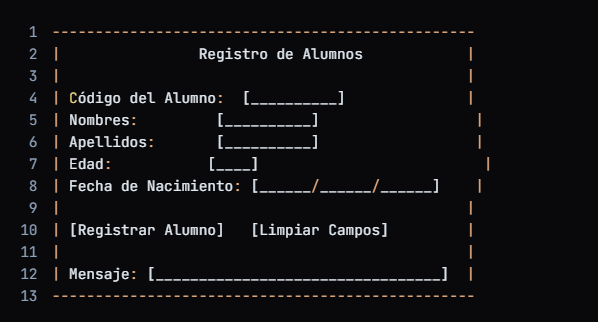 1 -------------------------------------------------
2 |                Registro de Alumnos            |
3 |                                               |
4 | Código del Alumno:  [__________]              |
5 | Nombres:         [__________]                  |
6 | Apellidos:       [__________]                  |
7 | Edad:           [____]                          |
8 | Fecha de Nacimiento: [______/______/______]    |
9 |                                               |
10 | [Registrar Alumno]   [Limpiar Campos]         |
11 |                                               |
12 | Mensaje: [_________________________________]  |
13 -------------------------------------------------